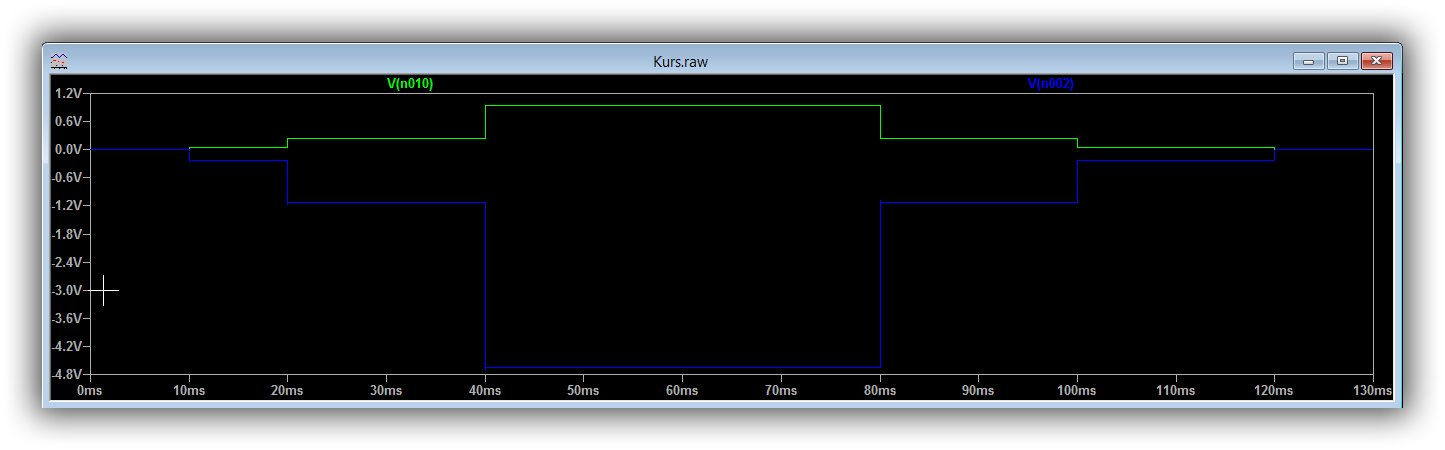 Kurs.raw
V(n010) V(n002)
1.2V
0.6V
0.0V
-0.6V
-1.2V
-1.8V
-2.4V
-3.0V
-3.6V
-4.2V
-4.8V
0ms 10ms 20ms 30ms 40ms 50ms 60ms 70ms 80ms 90ms 100ms 110ms 120ms 130ms